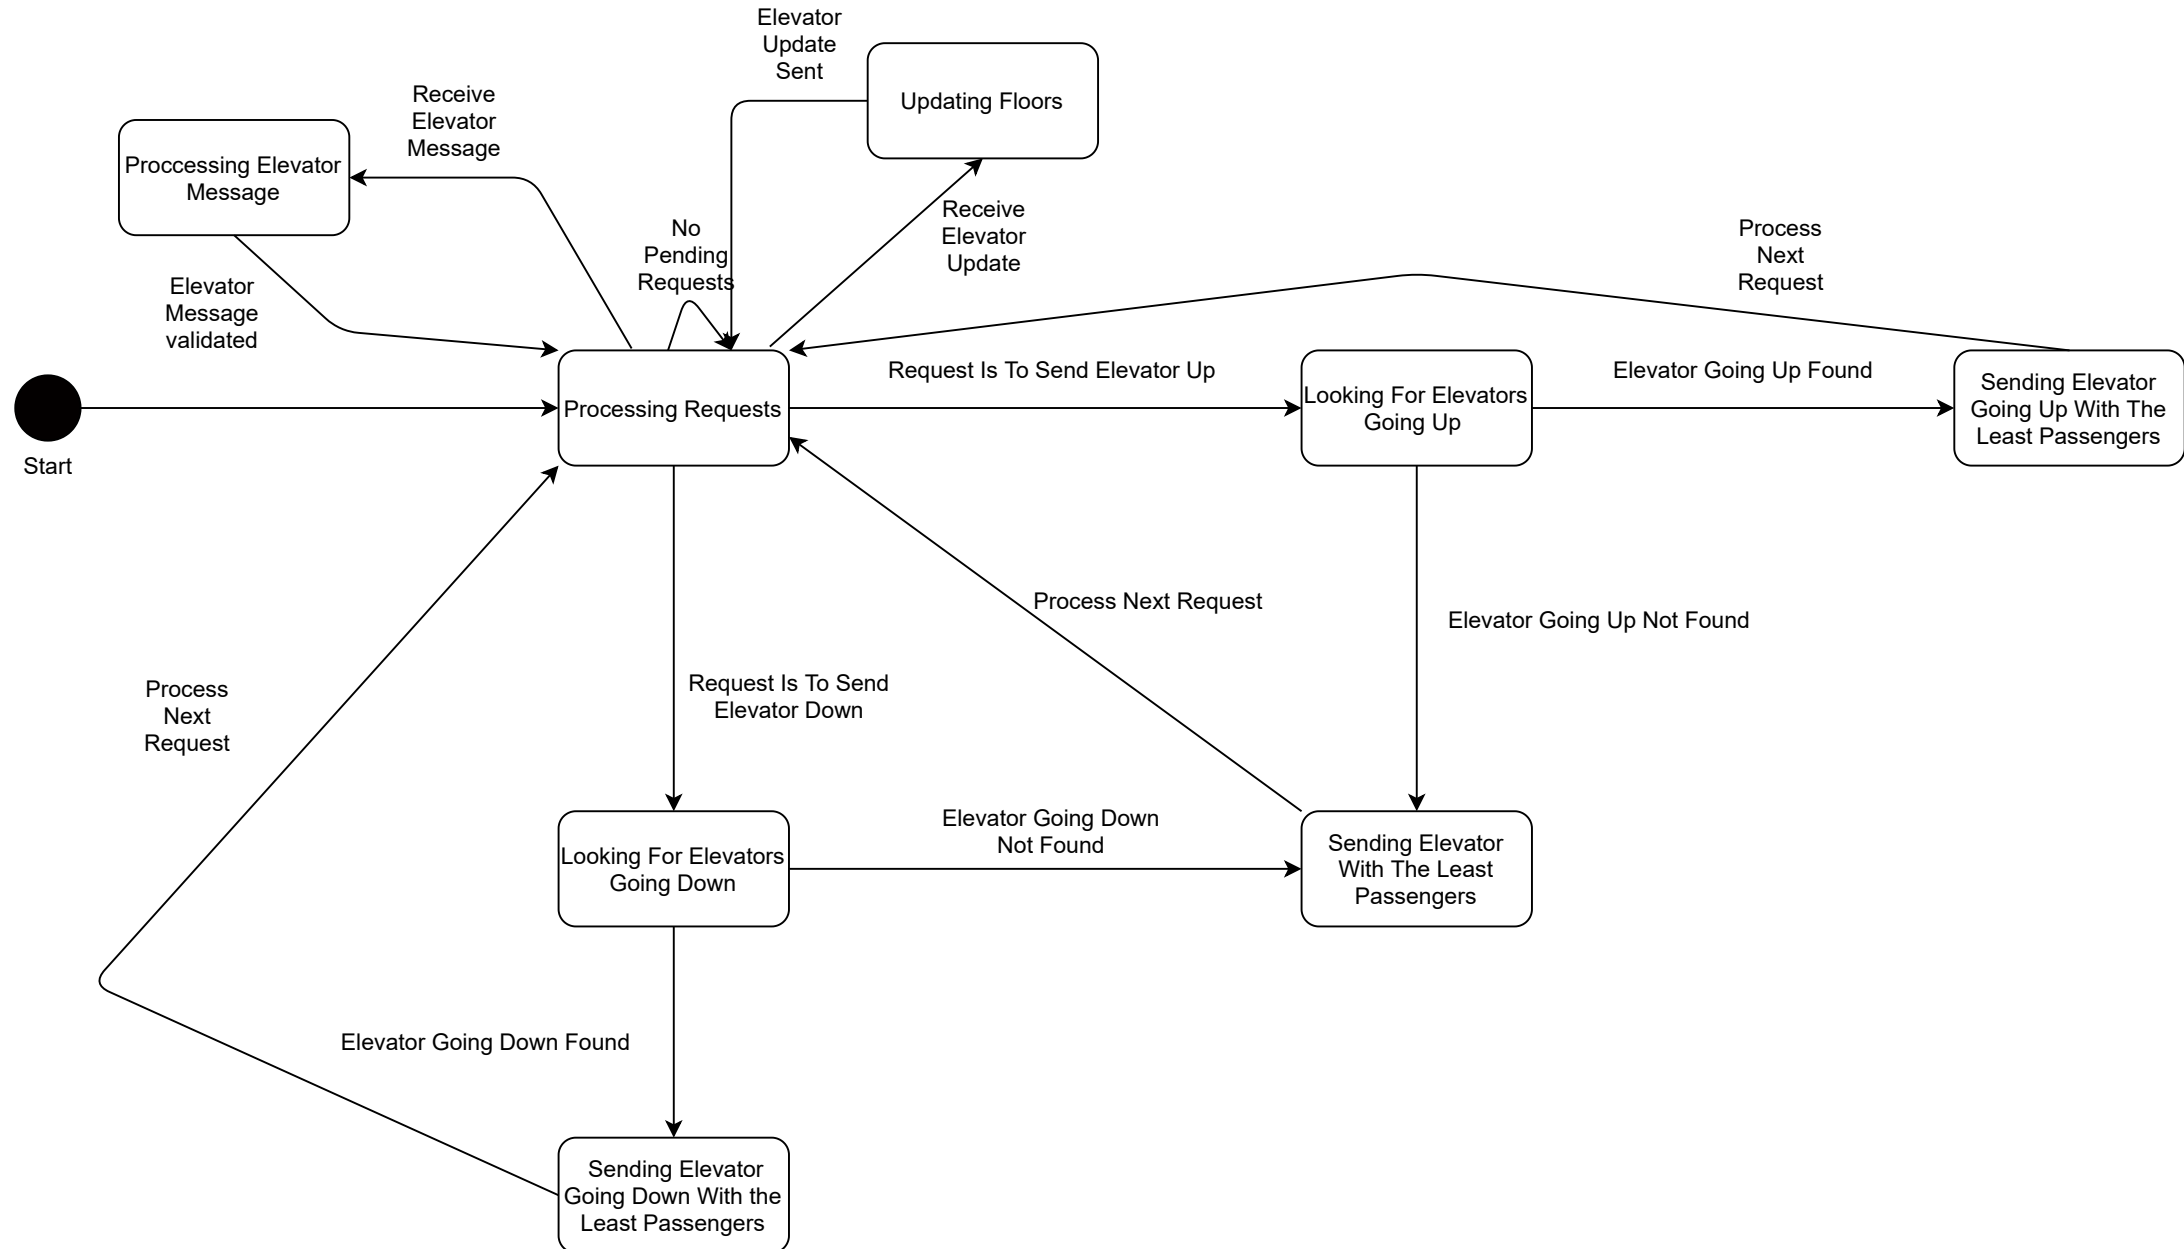 Elevator
Update
Sent
Updating Floors
Receive
Elevator
Message
Proccessing Elevator
Message
No
Pending
Requests
Receive
Elevator
Update
Process
Next
Request
Elevator
Message
validated
Start
Processing Requests
Request Is To Send Elevator Up
Looking For Elevators
Going Up
Elevator Going Up Found
Sending Elevator
Going Up With The
Least Passengers
Process Next Request
Elevator Going Up Not Found
Process
Next
Request
Request Is To Send
Elevator Down
Looking For Elevators
Going Down
Elevator Going Down
Not Found
Sending Elevator
With The Least
Passengers
Elevator Going Down Found
Sending Elevator
Going Down With the
Least Passengers